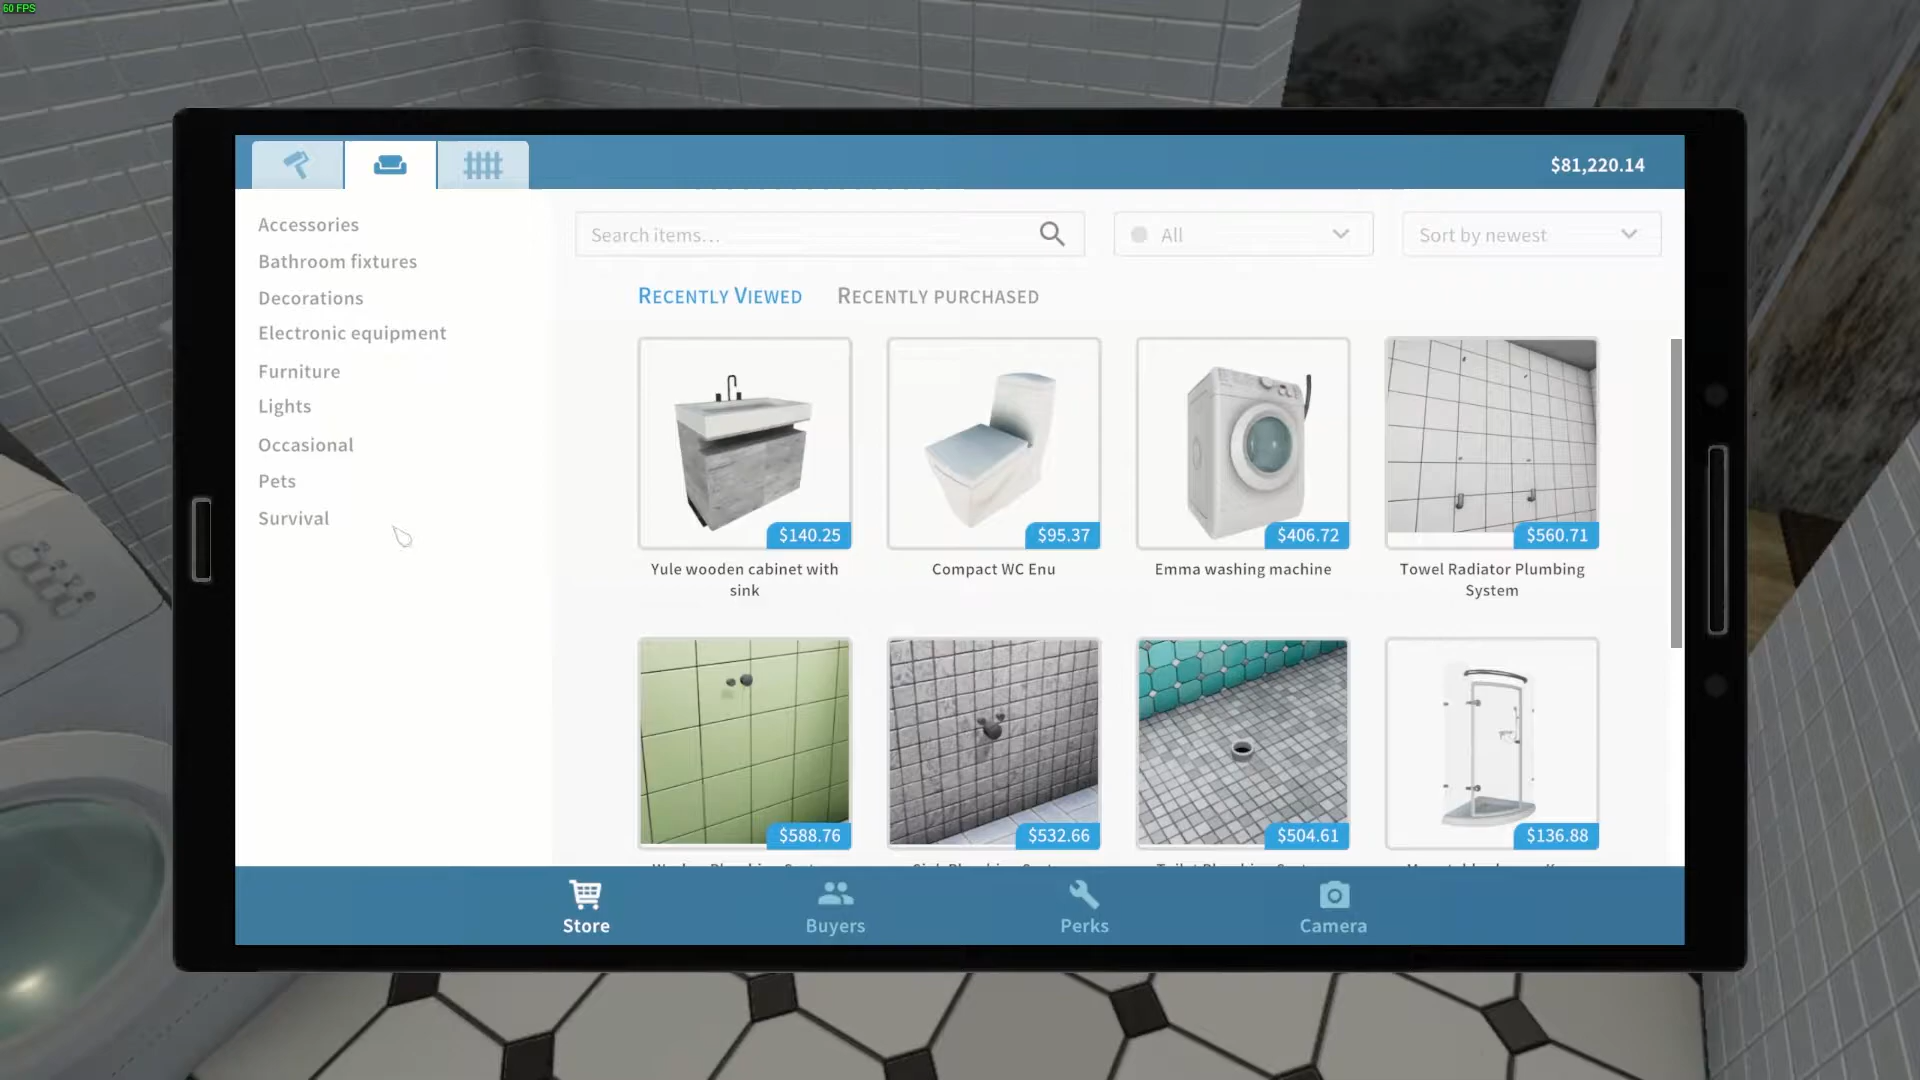 60 FPS
$81,220.14
Accessories
Bathroom fixtures
Decorations
Electronic equipment
Furniture
Lights
Occasional
Pets
Survival
Search items...
All
Sort by newest
RECENTLY VIEWED
RECENTLY PURCHASED
$140.25
$95.37
$406.72
$560.71
Yule wooden cabinet with
sink
Compact WC Enu
Emma washing machine
Towel Radiator Plumbing
System
$588.76
$532.66
$504.61
$136.88
Store
Buyers
Perks
Camera